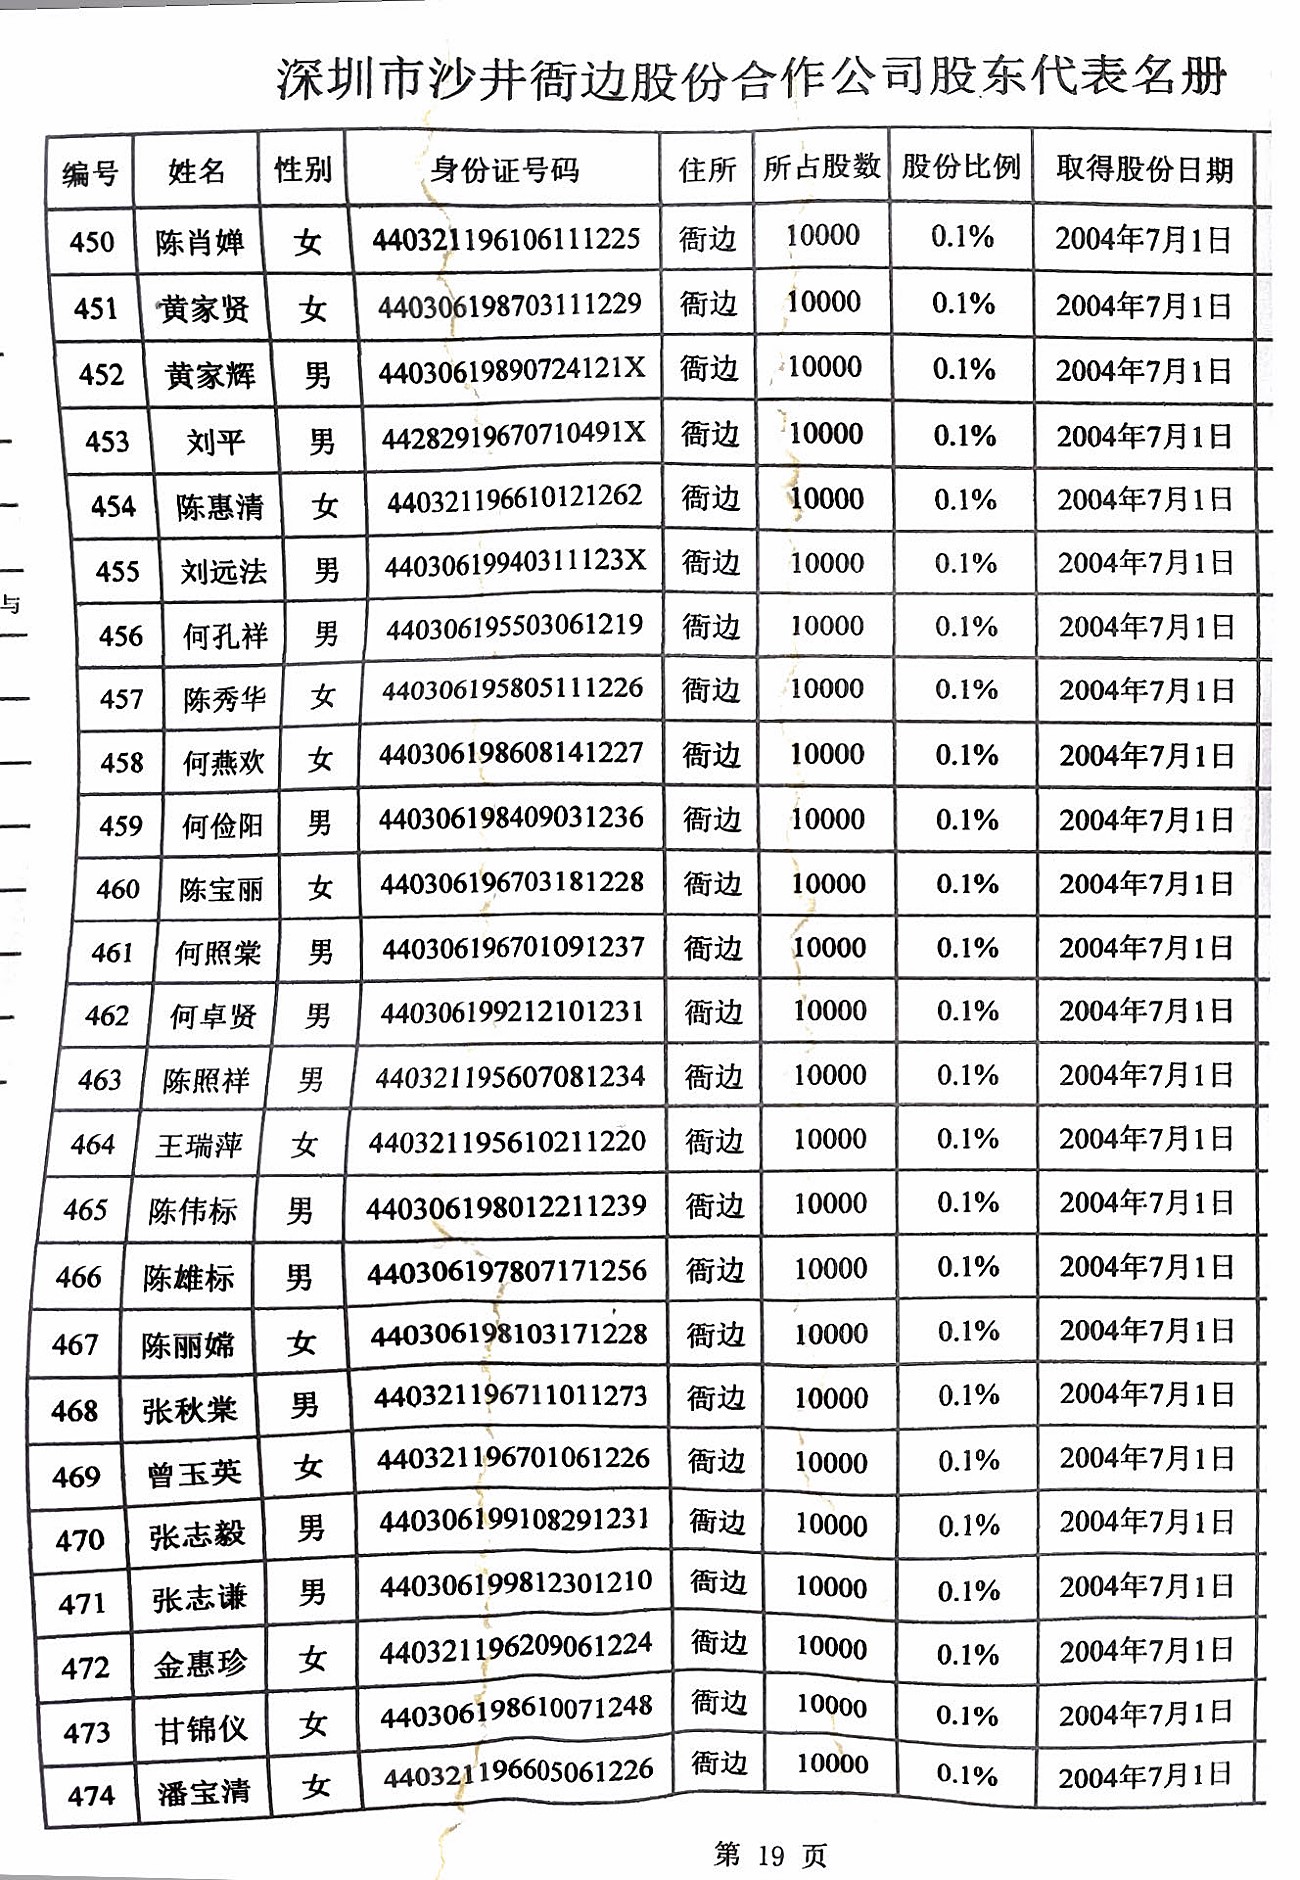 深圳市沙井衙边股份合作公司股东代表名册
编号 姓名 性别 身份证号码 住所 所占股数 股份比例 取得股份日期
450 陈肖婵 女 440321196106111225 衙边 10000 0.1% 2004年7月1日
451 黄家贤 女 440306198703111229 衙边 10000 0.1% 2004年7月1日
452 黄家辉 男 44030619890724121X 衙边 10000 0.1% 2004年7月1日
453 刘平 男 44282919670710491X 衙边 10000 0.1% 2004年7月1日
454 陈惠清 女 440321196610121262 衙边 10000 0.1% 2004年7月1日
455 刘远法 男 44030619940311123X 衙边 10000 0.1% 2004年7月1日
与
456 何孔祥 男 440306195503061219 衙边 10000 0.1% 2004年7月1日
457 陈秀华 女 440306195805111226 衙边 10000 0.1% 2004年7月1日
458 何燕欢 女 440306198608141227 衙边 10000 0.1% 2004年7月1日
459 何俭阳 男 440306198409031236 衙边 10000 0.1% 2004年7月1日
460 陈宝丽 女 440306196703181228 衙边 10000 0.1% 2004年7月1日
461 何照棠 男 440306196701091237 衙边 10000 0.1% 2004年7月1日
462 何卓贤 男 440306199212101231 衙边 10000 0.1% 2004年7月1日
463 陈照祥 男 440321195607081234 衙边 10000 0.1% 2004年7月1日
464 王瑞萍 女 440321195610211220 衙边 10000 0.1% 2004年7月1日
465 陈伟标 男 440306198012211239 衙边 10000 0.1% 2004年7月1日
466 陈雄标 男 440306197807171256 衙边 10000 0.1% 2004年7月1日
467 陈丽嫦 女 440306198103171228 衙边 10000 0.1% 2004年7月1日
468 张秋棠 男 440321196711011273 衙边 10000 0.1% 2004年7月1日
469 曾玉英 女 440321196701061226 衙边 10000 0.1% 2004年7月1日
470 张志毅 男 440306199108291231 衙边 10000 0.1% 2004年7月1日
471 张志谦 男 440306199812301210 衙边 10000 0.1% 2004年7月1日
472 金惠珍 女 440321196209061224 衙边 10000 0.1% 2004年7月1日
473 甘锦仪 女 440306198610071248 衙边 10000 0.1% 2004年7月1日
474 潘宝清 女 440321196605061226 衙边 10000 0.1% 2004年7月1日
第 19 页